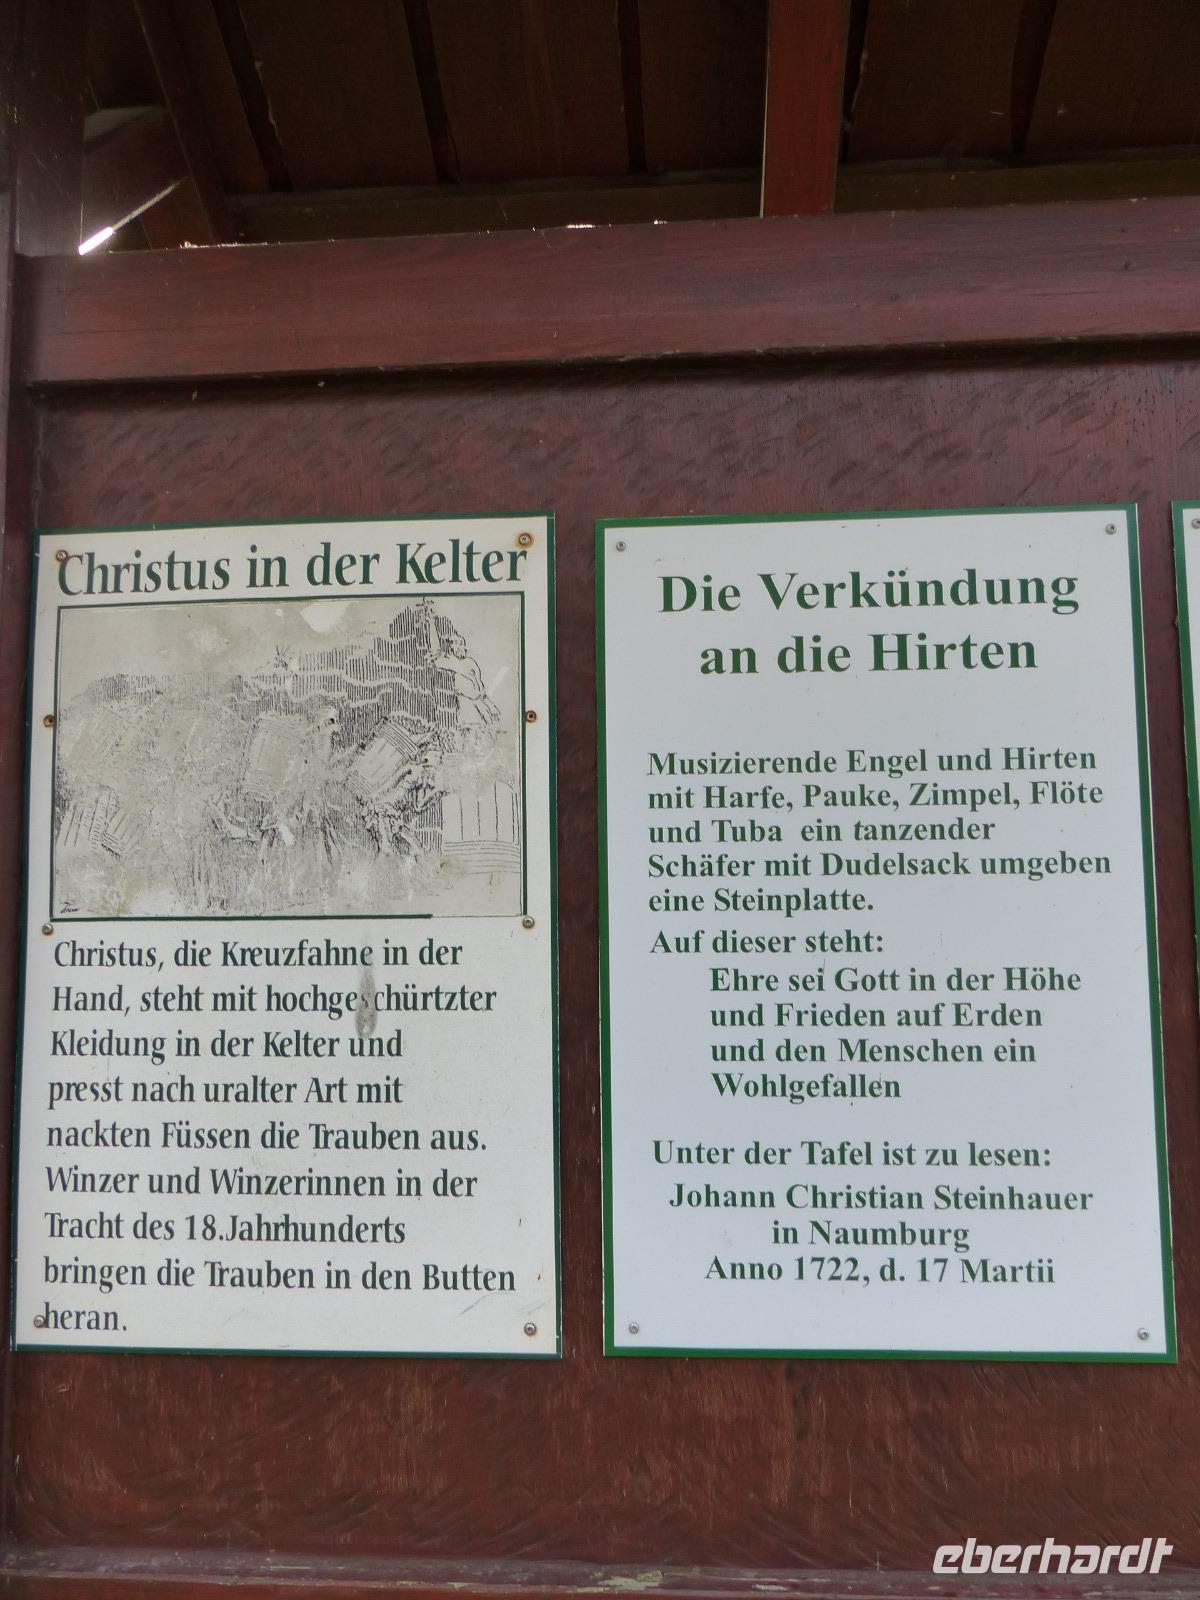 Christus in der Kelter
Christus, die Kreuzfahne in der
Hand, steht mit hochgeschürtzter
Kleidung in der Kelter und
presst nach uralter Art mit
nackten Füssen die Trauben aus.
Winzer und Winzerinnen in der
Tracht des 18.Jahrhunderts
bringen die Trauben in den Butten
heran.
Die Verkündung
an die Hirten
Musizierende Engel und Hirten
mit Harfe, Pauke, Zimpel, Flöte
und Tuba ein tanzender
Schäfer mit Dudelsack umgeben
eine Steinplatte.
Auf dieser steht:
Ehre sei Gott in der Höhe
und Frieden auf Erden
und den Menschen ein
Wohlgefallen
Unter der Tafel ist zu lesen:
Johann Christian Steinhauer
in Naumburg
Anno 1722, d. 17 Martii
eberhardt